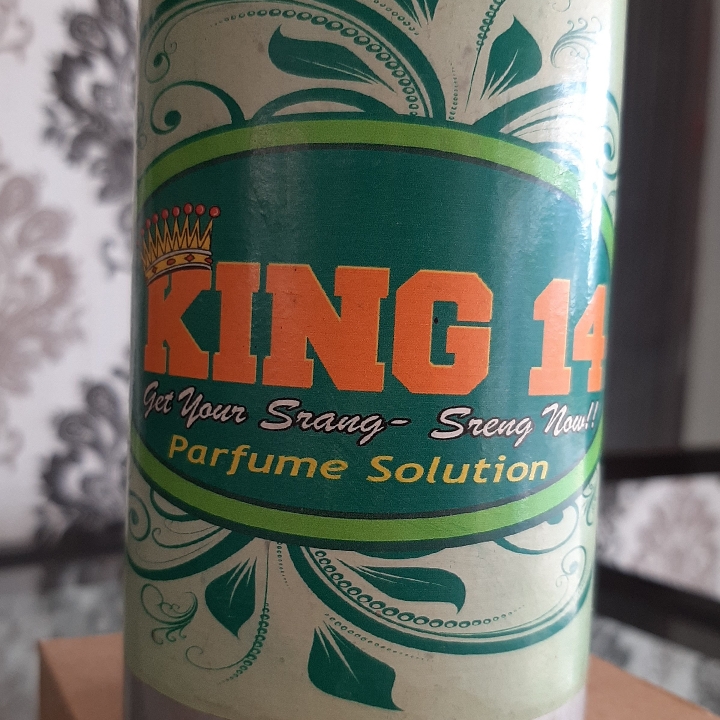 KING 14
Get Your Srang- Sreng Now!!
Parfume Solution